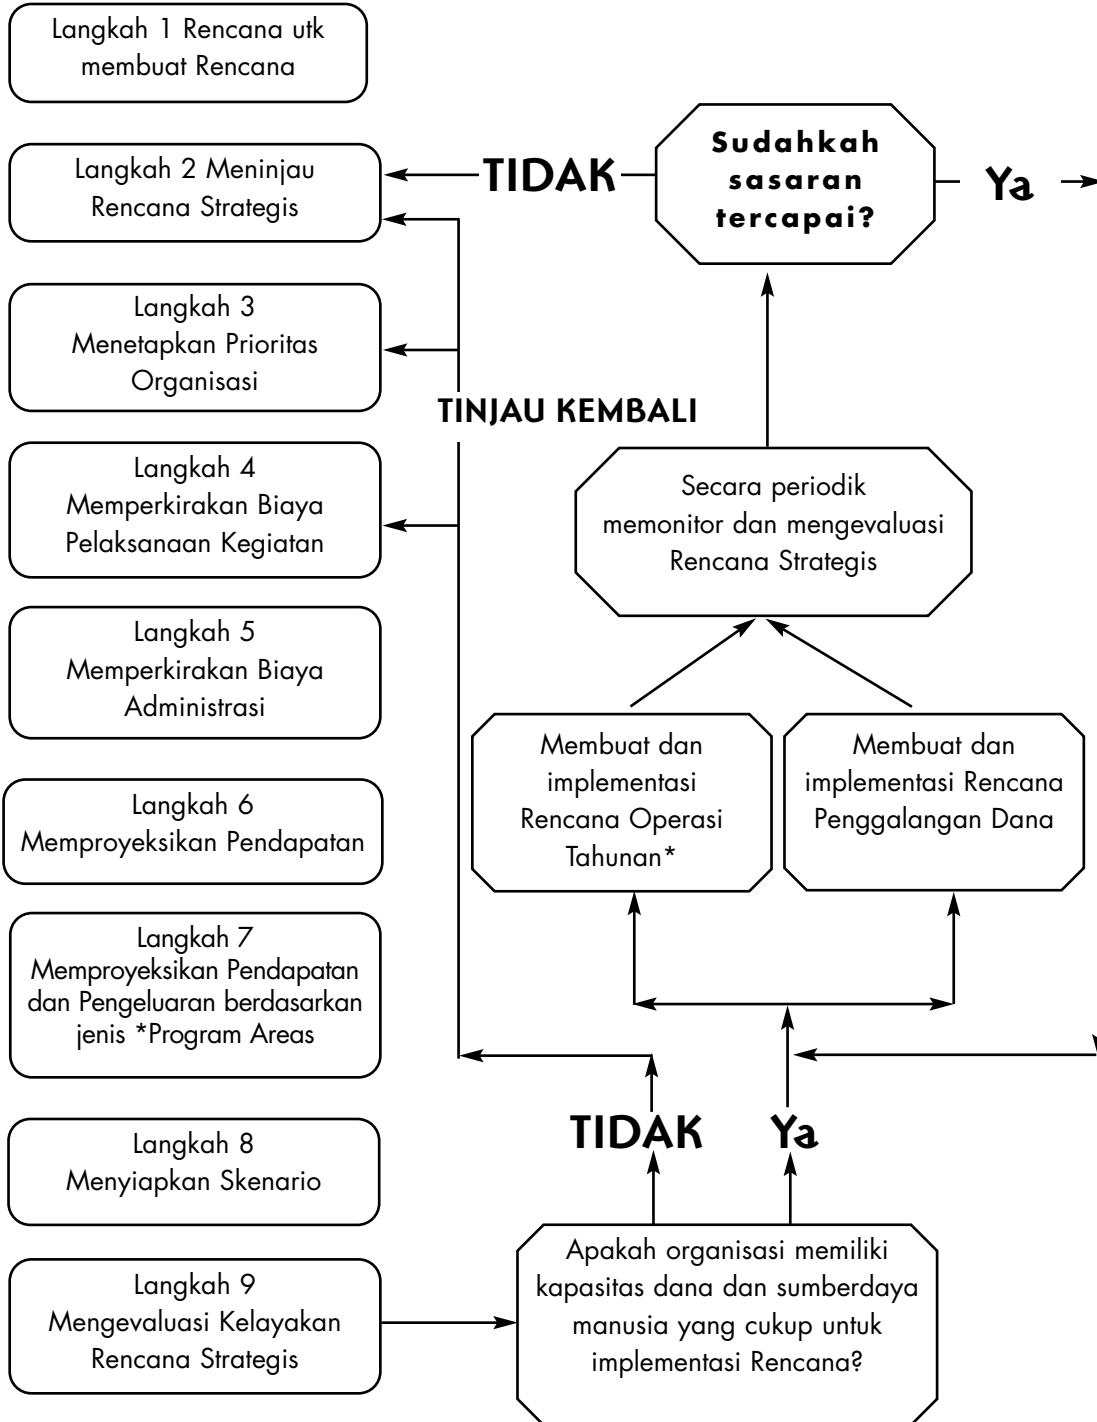 Langkah 1 Rencana utk
membuat Rencana
Langkah 2 Meninjau
Rencana Strategis
Langkah 3
Menetapkan Prioritas
Organisasi
Langkah 4
Memperkirakan Biaya
Pelaksanaan Kegiatan
Langkah 5
Memperkirakan Biaya
Administrasi
Langkah 6
Memproyeksikan Pendapatan
Langkah 7
Memproyeksikan Pendapatan
dan Pengeluaran berdasarkan
jenis *Program Areas
Langkah 8
Menyiapkan Skenario
Langkah 9
Mengevaluasi Kelayakan
Rencana Strategis
Apakah organisasi memiliki
kapasitas dana dan sumberdaya
manusia yang cukup untuk
implementasi Rencana?
TIDAK
Ya
TINJAU KEMBALI
Membuat dan
implementasi
Rencana Operasi
Tahunan*
Membuat dan
implementasi Rencana
Penggalangan Dana
Secara periodik
memonitor dan mengevaluasi
Rencana Strategis
Sudahkah
sasaran
tercapai?
TIDAK
Ya